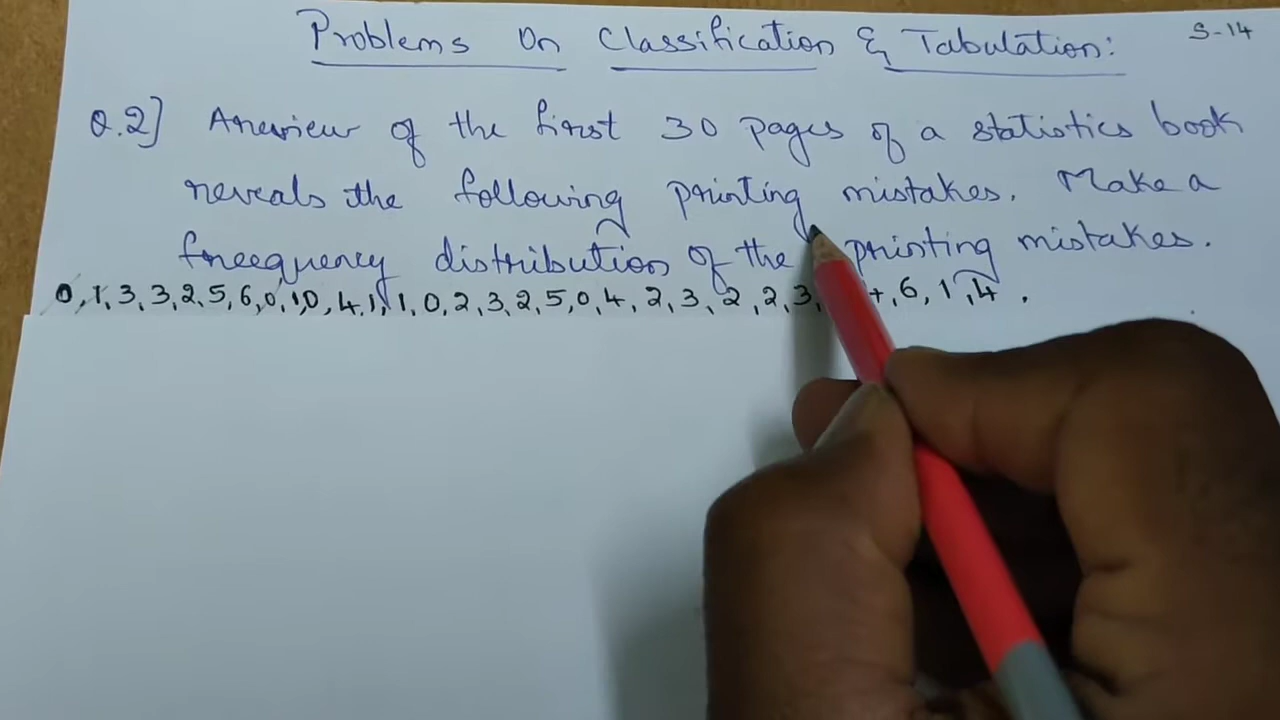 Problems On Classification & Tabulation: S-14
Q.2] A review of the first 30 pages of a statistics book
reveals the following printing mistakes. Make a
freequency distribution of the printing mistakes.
0, 1, 3, 3, 2, 5, 6, 0, 1, 0, 4, 1, 1, 0, 2, 3, 2, 5, 0, 4, 2, 3, 2, 2, 3, 6, 1, 4.